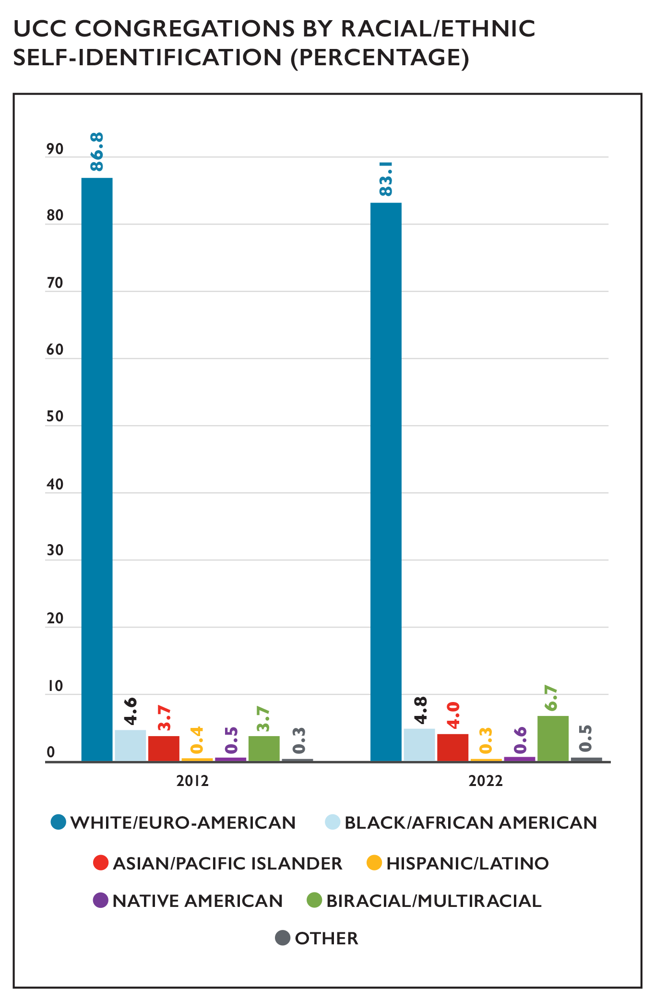 UCC CONGREGATIONS BY RACIAL/ETHNIC
SELF-IDENTIFICATION (PERCENTAGE)
90
80
70
60
50
40
30
20
10
0
86.8
4.6
3.7
0.4
0.5
3.7
0.3
83.1
4.8
4.0
0.3
0.6
6.7
0.5
2012
2022
WHITE/EURO-AMERICAN
BLACK/AFRICAN AMERICAN
ASIAN/PACIFIC ISLANDER
HISPANIC/LATINO
NATIVE AMERICAN
BIRACIAL/MULTIRACIAL
OTHER